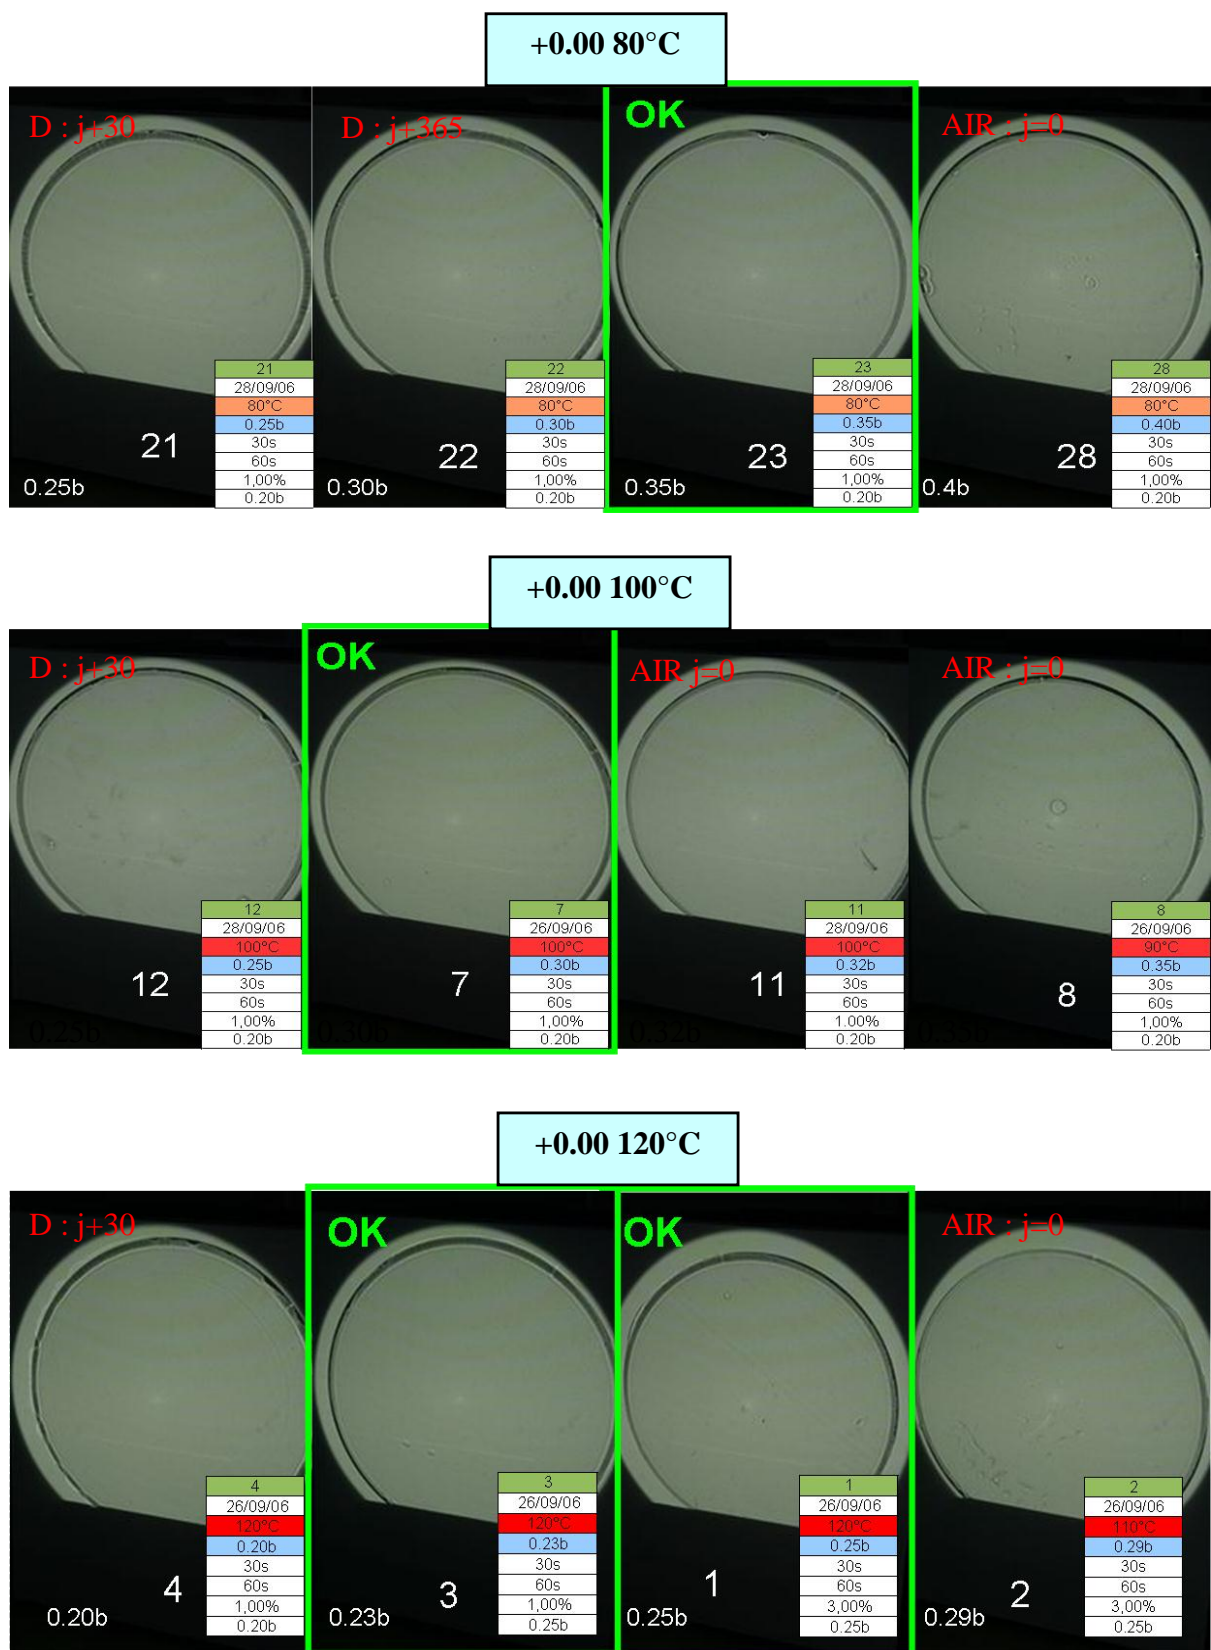 +0.00 80°C
D : j+30
D : j+365
OK
AIR : j=0
21
28/09/06
80°C
0.25b
30s
60s
1,00%
0.20b
21
0.25b
22
28/09/06
80°C
0.30b
30s
60s
1,00%
0.20b
22
0.30b
23
28/09/06
80°C
0.35b
30s
60s
1,00%
0.20b
23
0.35b
28
28/09/06
80°C
0.40b
30s
60s
1,00%
0.20b
28
0.4b
+0.00 100°C
D : j+30
OK
AIR j=0
AIR : j=0
12
28/09/06
100°C
0.25b
30s
60s
1,00%
0.20b
12
0.25b
7
26/09/06
100°C
0.30b
30s
60s
1,00%
0.20b
7
0.30b
11
28/09/06
100°C
0.32b
30s
60s
1.00%
0.20b
11
0.32b
8
26/09/06
90°C
0.35b
30s
60s
1,00%
0.20b
8
0.35b
+0.00 120°C
D : j+30
OK
OK
AIR : j=0
4
26/09/06
120°C
0.20b
30s
60s
1,00%
0.20b
4
0.20b
3
26/09/06
120°C
0.23b
30s
60s
1,00%
0.25b
3
0.23b
1
26/09/06
120°C
0.25b
30s
60s
3,00%
0.25b
1
0.25b
2
26/09/06
110°C
0.29b
30s
60s
3,00%
0.25b
2
0.29b